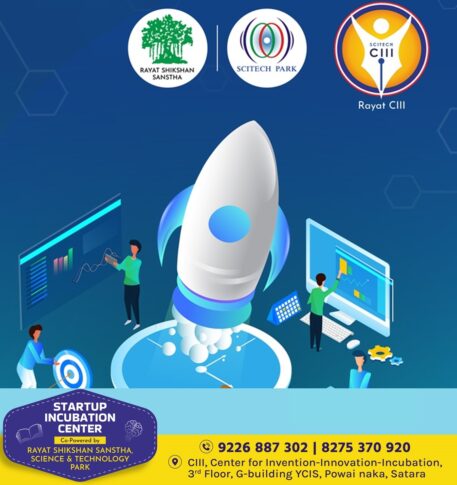 RAYAT SHIKSHAN
SANSTHA
SCITECH PARK
SCITECH
CIII
Rayat CIII
STARTUP
INCUBATION
CENTER
Co-Powered by
RAYAT SHIKSHAN SANSTHA,
SCIENCE & TECHNOLOGY
PARK
9226 887 302 | 8275 370 920
CIII, Center for Invention-Innovation-Incubation,
3rd Floor, G-building YCIS, Powai naka, Satara